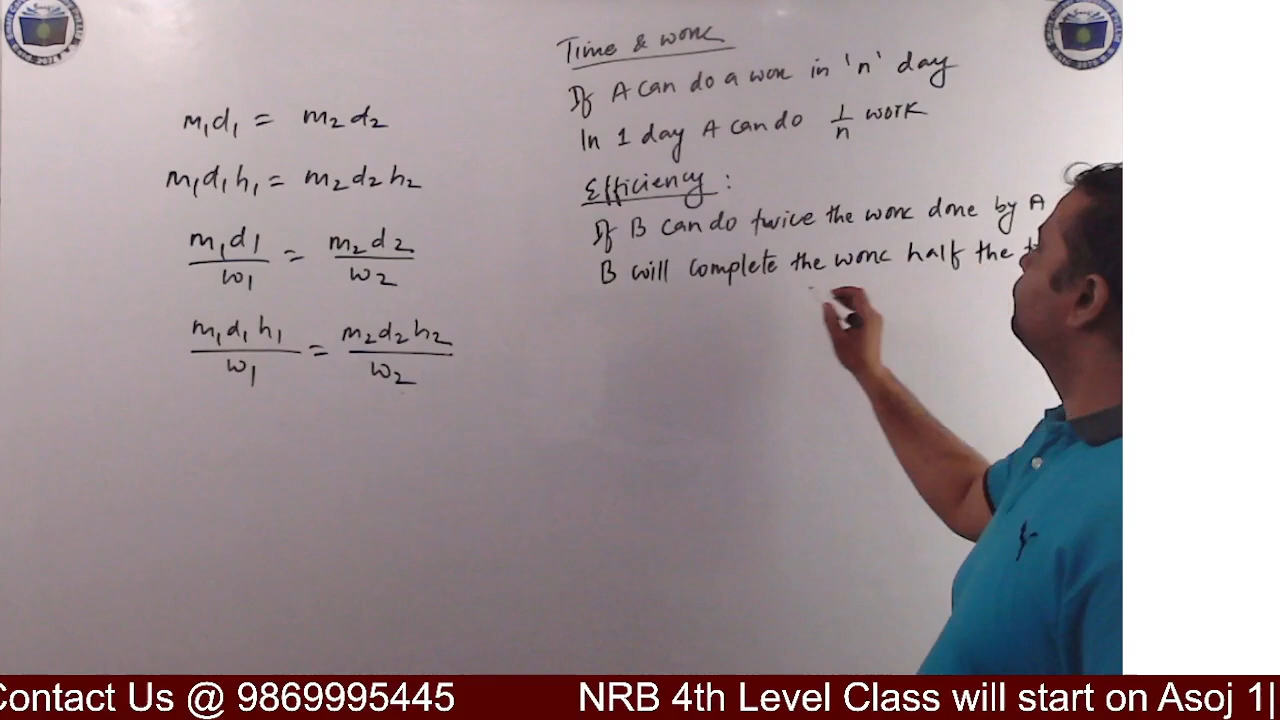 m₁d₁ = m₂d₂
m₁d₁h₁ = m₂d₂h₂
m₁d₁/w₁ = m₂d₂/w₂
m₁d₁h₁/w₁ = m₂d₂h₂/w₂
Time & work
If A can do a work in 'n' day
In 1 day A can do 1/n work
Efficiency :
If B can do twice the work done by A
B will complete the work half the
Contact Us @ 9869995445 NRB 4th Level Class will start on Asoj 1|